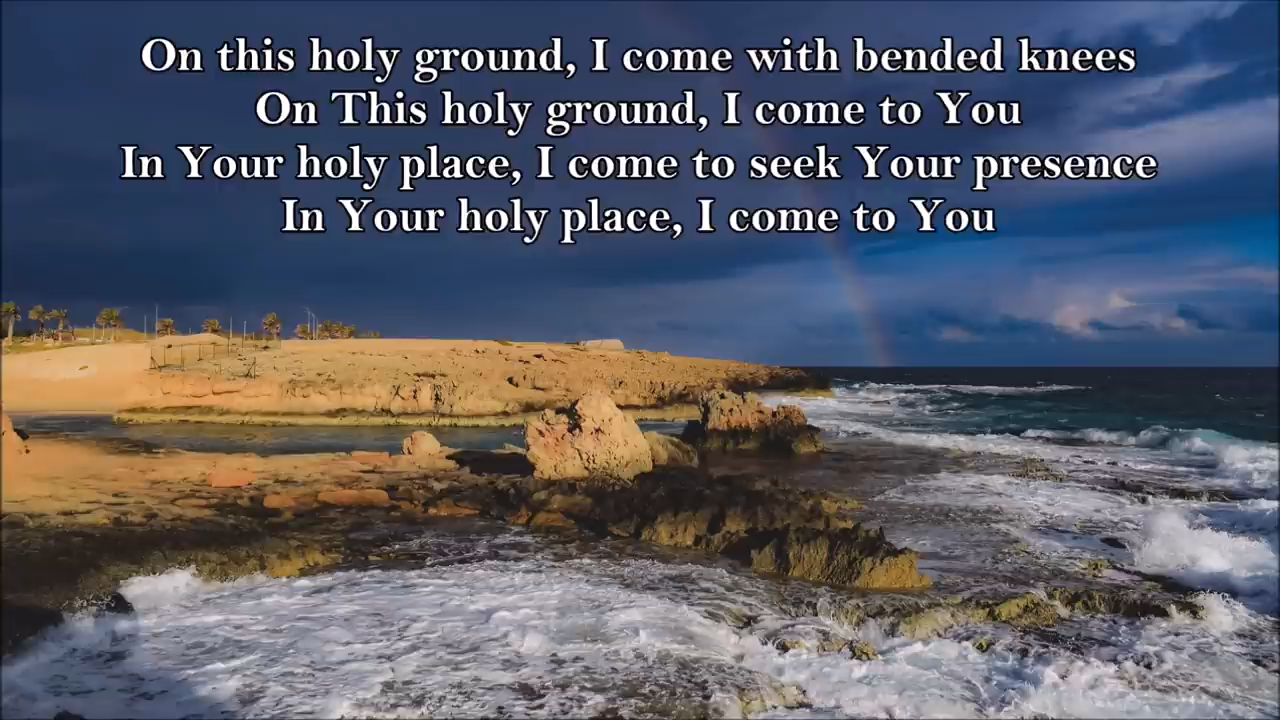 On this holy ground, I come with bended knees
On This holy ground, I come to You
In Your holy place, I come to seek Your presence
In Your holy place, I come to You